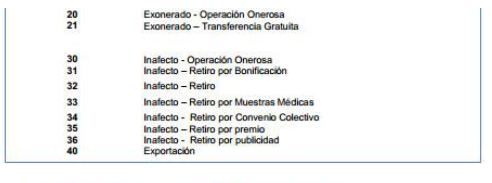 20 Exonerado - Operación Onerosa
21 Exonerado – Transferencia Gratuita
30 Inafecto - Operación Onerosa
31 Inafecto – Retiro por Bonificación
32 Inafecto – Retiro
33 Inafecto – Retiro por Muestras Médicas
34 Inafecto - Retiro por Convenio Colectivo
35 Inafecto – Retiro por premio
36 Inafecto - Retiro por publicidad
40 Exportación